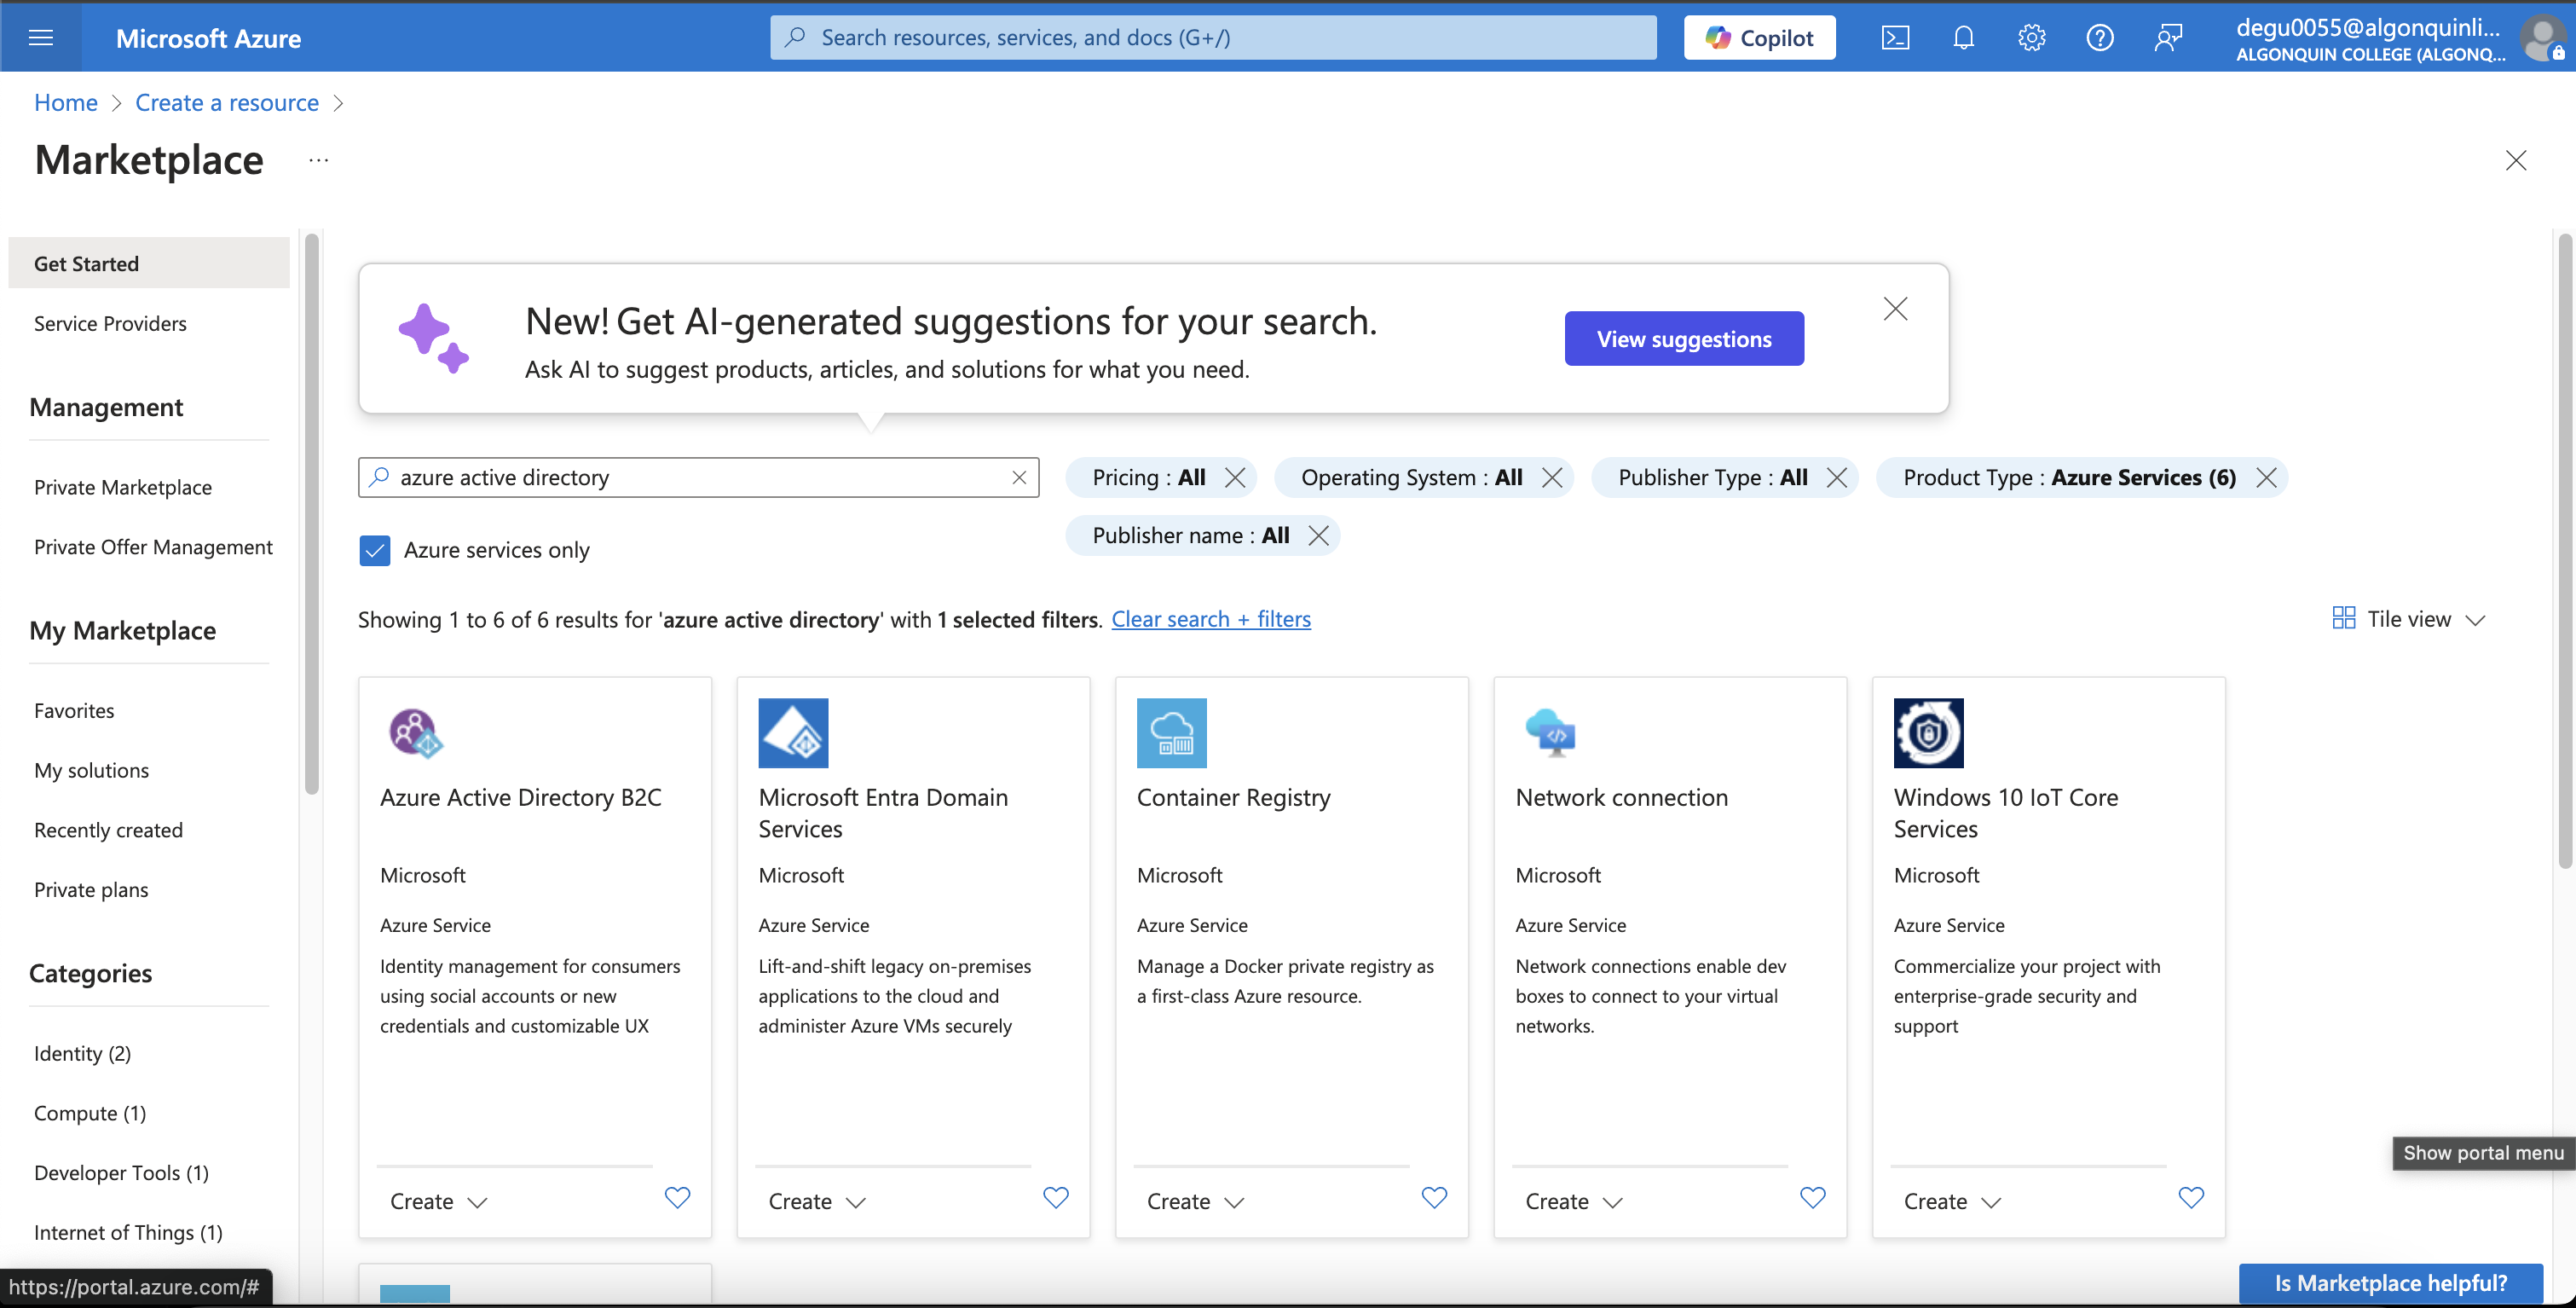 Microsoft Azure
Search resources, services, and docs (G+/)
Copilot
degu0055@algonquinli...
ALGONQUIN COLLEGE (ALGONQ...
Home > Create a resource >
Marketplace ...
Get Started
Service Providers
Management
Private Marketplace
Private Offer Management
My Marketplace
Favorites
My solutions
Recently created
Private plans
Categories
Identity (2)
Compute (1)
Developer Tools (1)
Internet of Things (1)
New! Get AI-generated suggestions for your search.
Ask AI to suggest products, articles, and solutions for what you need.
View suggestions
azure active directory
Pricing : All
Operating System : All
Publisher Type : All
Product Type : Azure Services (6)
Publisher name : All
Azure services only
Showing 1 to 6 of 6 results for 'azure active directory' with 1 selected filters. Clear search + filters
Tile view
Azure Active Directory B2C
Microsoft
Azure Service
Identity management for consumers
using social accounts or new
credentials and customizable UX
Create
Microsoft Entra Domain
Services
Microsoft
Azure Service
Lift-and-shift legacy on-premises
applications to the cloud and
administer Azure VMs securely
Create
Container Registry
Microsoft
Azure Service
Manage a Docker private registry as
a first-class Azure resource.
Create
Network connection
Microsoft
Azure Service
Network connections enable dev
boxes to connect to your virtual
networks.
Create
Windows 10 IoT Core
Services
Microsoft
Azure Service
Commercialize your project with
enterprise-grade security and
support
Create
Show portal menu
https://portal.azure.com/#
Is Marketplace helpful?